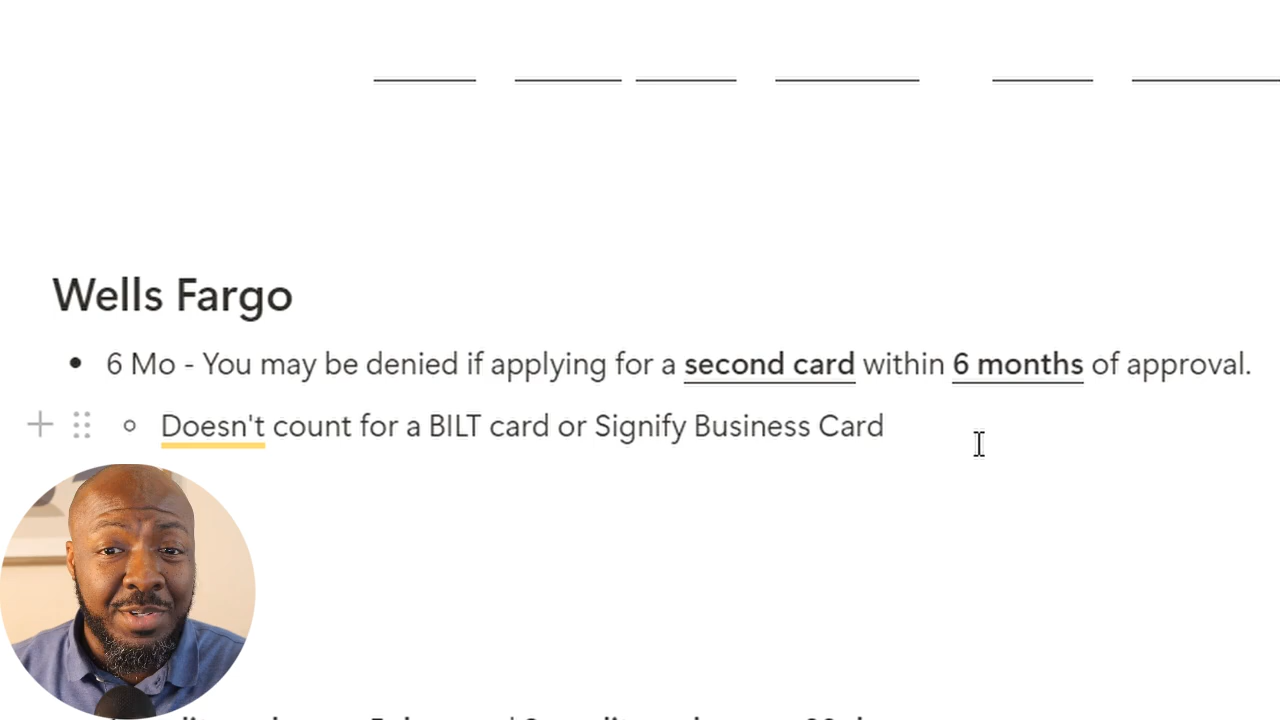 Wells Fargo
6 Mo - You may be denied if applying for a second card within 6 months of approval.
Doesn't count for a BILT card or Signify Business Card